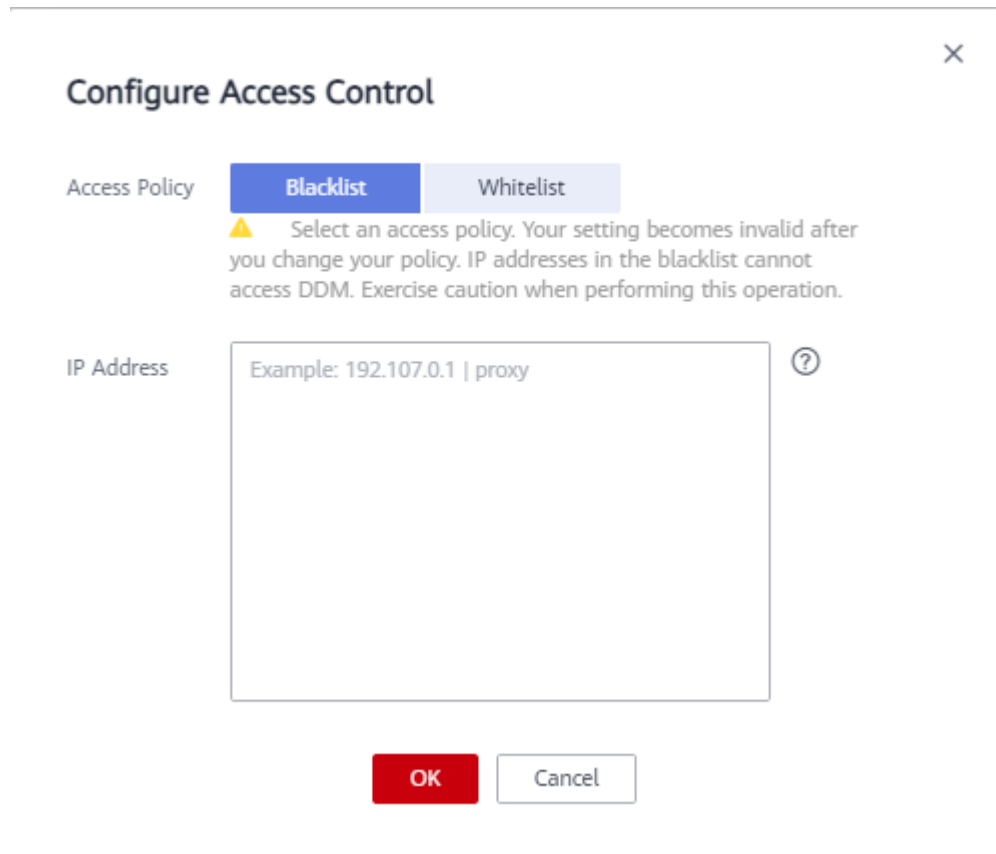 Configure Access Control
Access Policy
Blacklist
Whitelist
Select an access policy. Your setting becomes invalid after
you change your policy. IP addresses in the blacklist cannot
access DDM. Exercise caution when performing this operation.
IP Address
Example: 192.107.0.1 | proxy
OK
Cancel